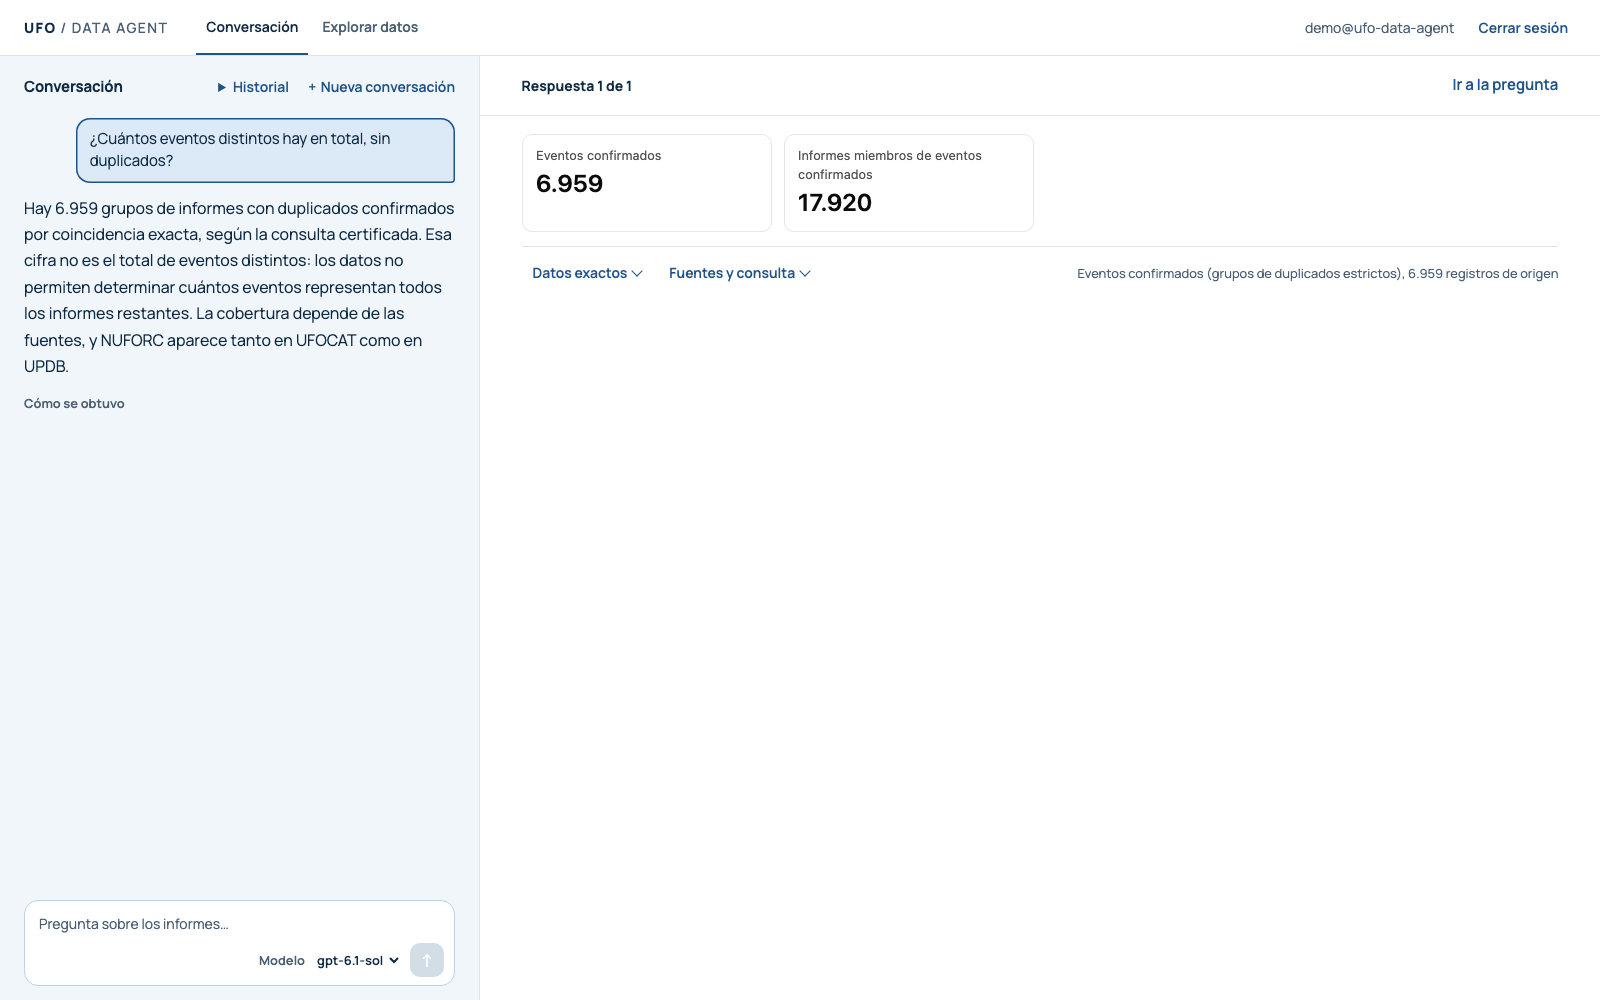 UFO / DATA AGENT
Conversación
Explorar datos
demo@ufo-data-agent
Cerrar sesión
Conversación
Historial
+ Nueva conversación
¿Cuántos eventos distintos hay en total, sin
duplicados?
Hay 6.959 grupos de informes con duplicados confirmados
por coincidencia exacta, según la consulta certificada. Esa
cifra no es el total de eventos distintos: los datos no
permiten determinar cuántos eventos representan todos
los informes restantes. La cobertura depende de las
fuentes, y NUFORC aparece tanto en UFOCAT como en
UPDB.
Cómo se obtuvo
Pregunta sobre los informes…
Modelo
gpt-6.1-sol
Respuesta 1 de 1
Ir a la pregunta
Eventos confirmados
6.959
Informes miembros de eventos
confirmados
17.920
Datos exactos
Fuentes y consulta
Eventos confirmados (grupos de duplicados estrictos), 6.959 registros de origen